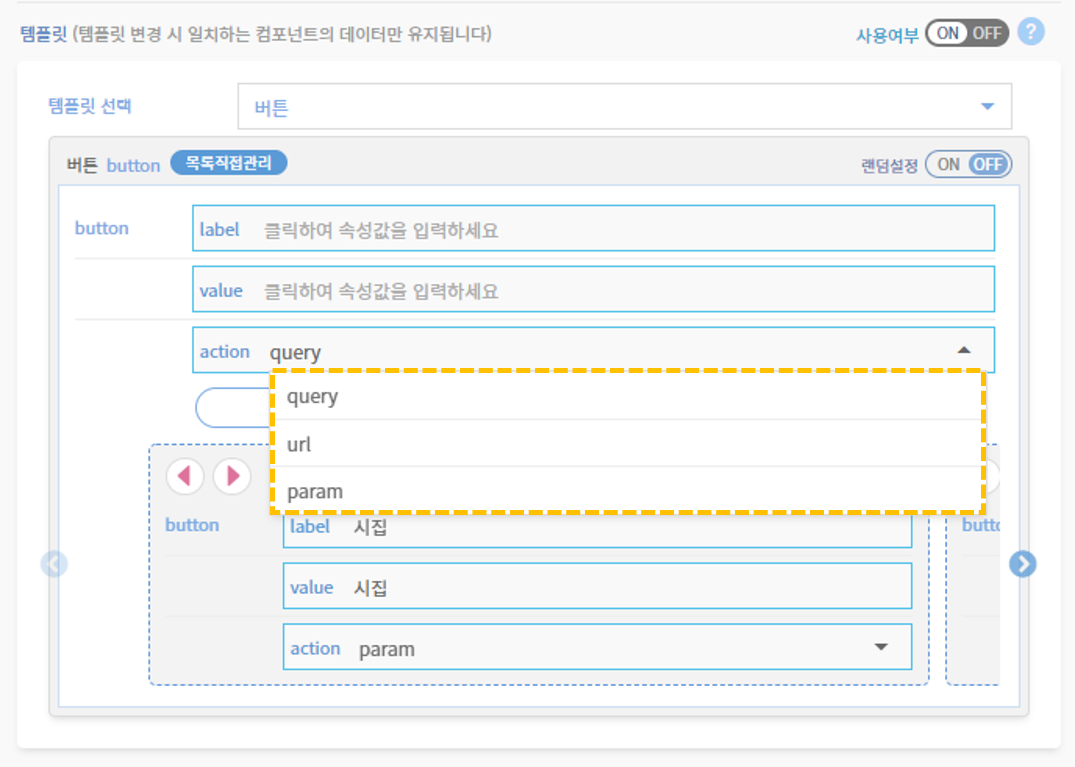 템플릿 (템플릿 변경 시 일치하는 컴포넌트의 데이터만 유지됩니다) 사용여부 ON OFF ?
템플릿 선택 버튼
버튼 button 목록직접관리 랜덤설정 ON OFF
button label 클릭하여 속성값을 입력하세요
value 클릭하여 속성값을 입력하세요
action query
query
url
param
button label 시집
value 시집
action param